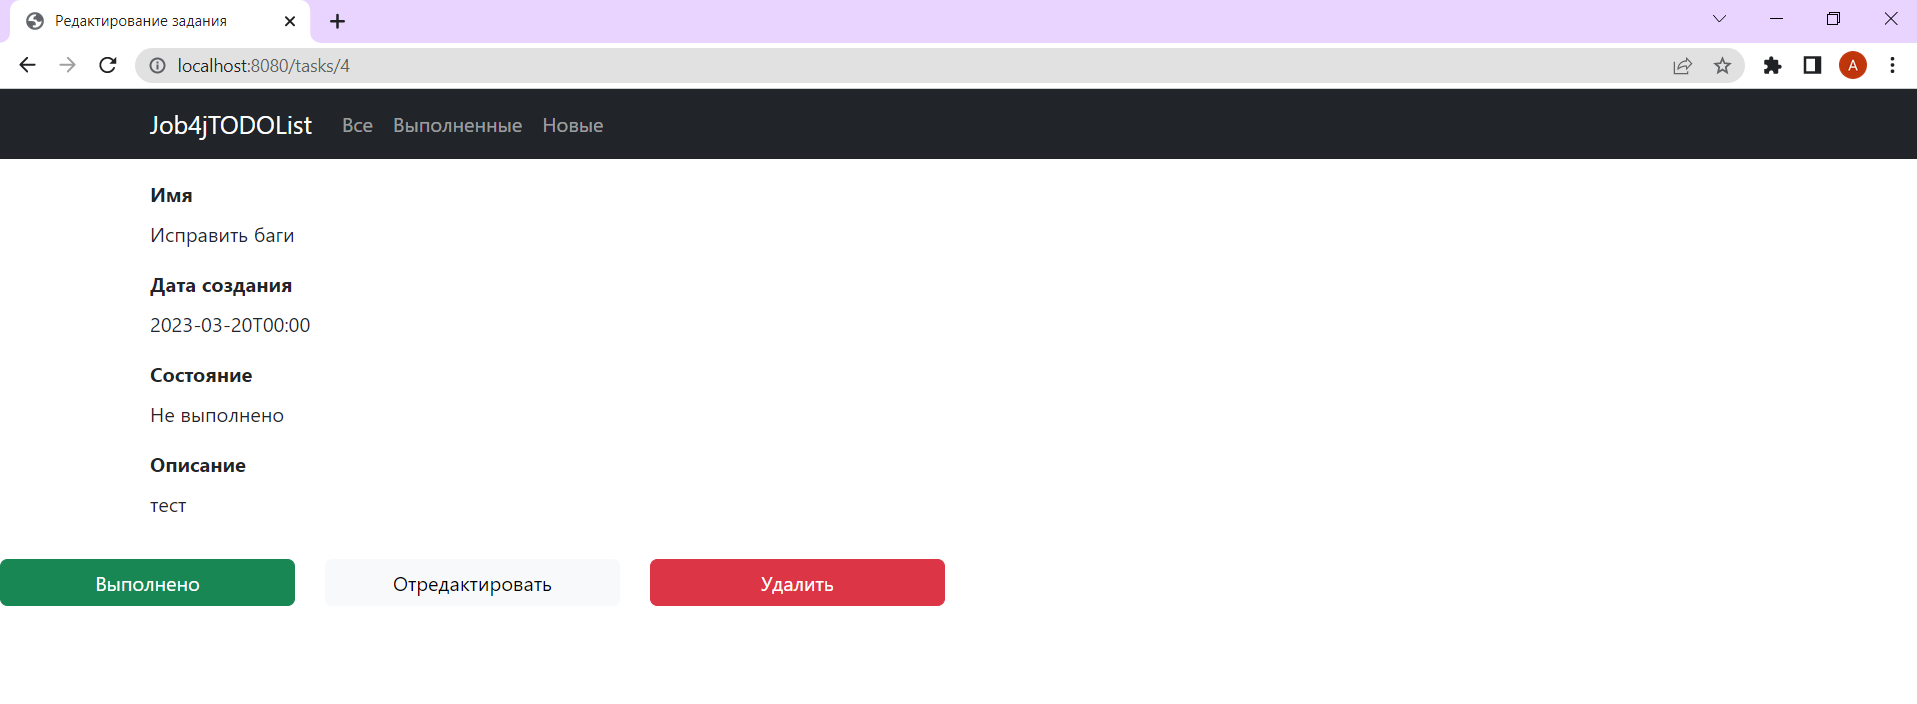 Редактирование задания
localhost:8080/tasks/4
A
Job4jTODOList Все Выполненные Новые
Имя
Исправить баги
Дата создания
2023-03-20T00:00
Состояние
Не выполнено
Описание
тест
Выполнено Отредактировать Удалить